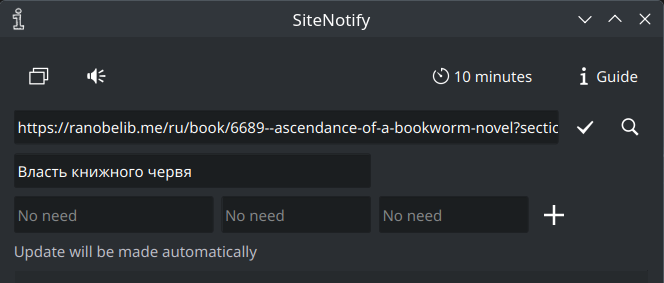 SiteNotify
10 minutes
Guide
https://ranobelib.me/ru/book/6689--ascendance-of-a-bookworm-novel?sectic
Власть книжного червя
No need No need No need
Update will be made automatically